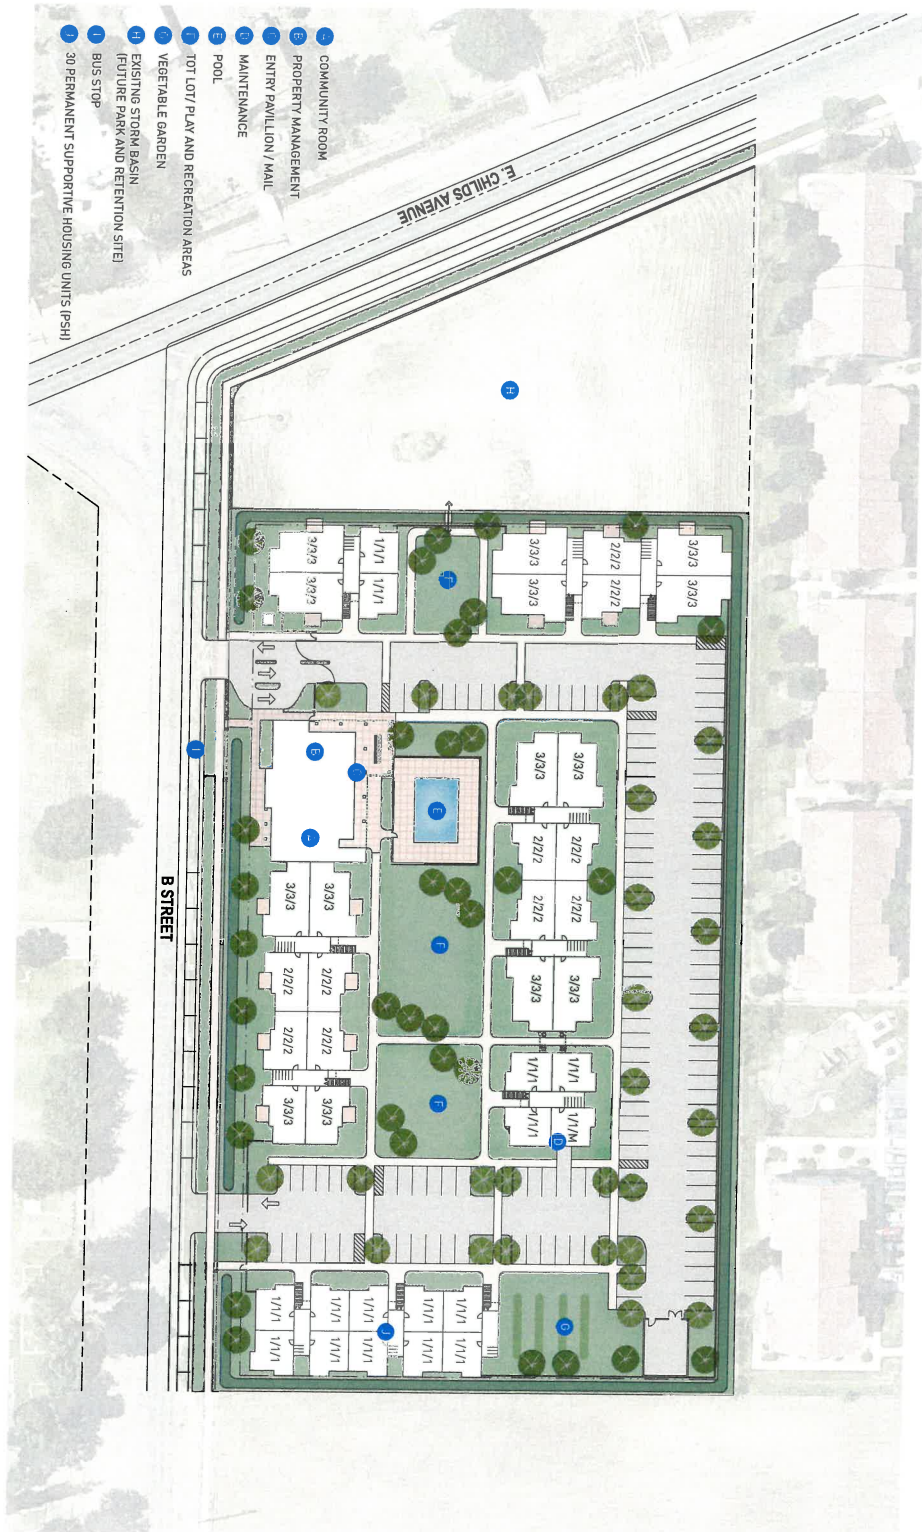 A COMMUNITY ROOM
B PROPERTY MANAGEMENT
C ENTRY PAVILLION / MAIL
D MAINTENANCE
E POOL
F TOT LOT/ PLAY AND RECREATION AREAS
G VEGETABLE GARDEN
H EXISITNG STORM BASIN
(FUTURE PARK AND RETENTION SITE)
I BUS STOP
J 30 PERMANENT SUPPORTIVE HOUSING UNITS (PSH)
E. CHILDS AVENUE
H
3/3/3
3/3/3
1/1/1
1/1/1
F
3/3/3
3/3/3
2/2/2
2/2/2
3/3/3
3/3/3
I
B
C
A
E
3/3/3
3/3/3
2/2/2
2/2/2
2/2/2
2/2/2
3/3/3
3/3/3
3/3/3
3/3/3
2/2/2
2/2/2
2/2/2
2/2/2
3/3/3
3/3/3
F
F
1/1/1
1/1/1
1/1/1
1/1/M
D
B STREET
1/1/1
1/1/1
1/1/1
1/1/1
1/1/1
1/1/1
1/1/1
1/1/1
1/1/1
1/1/1
J
G